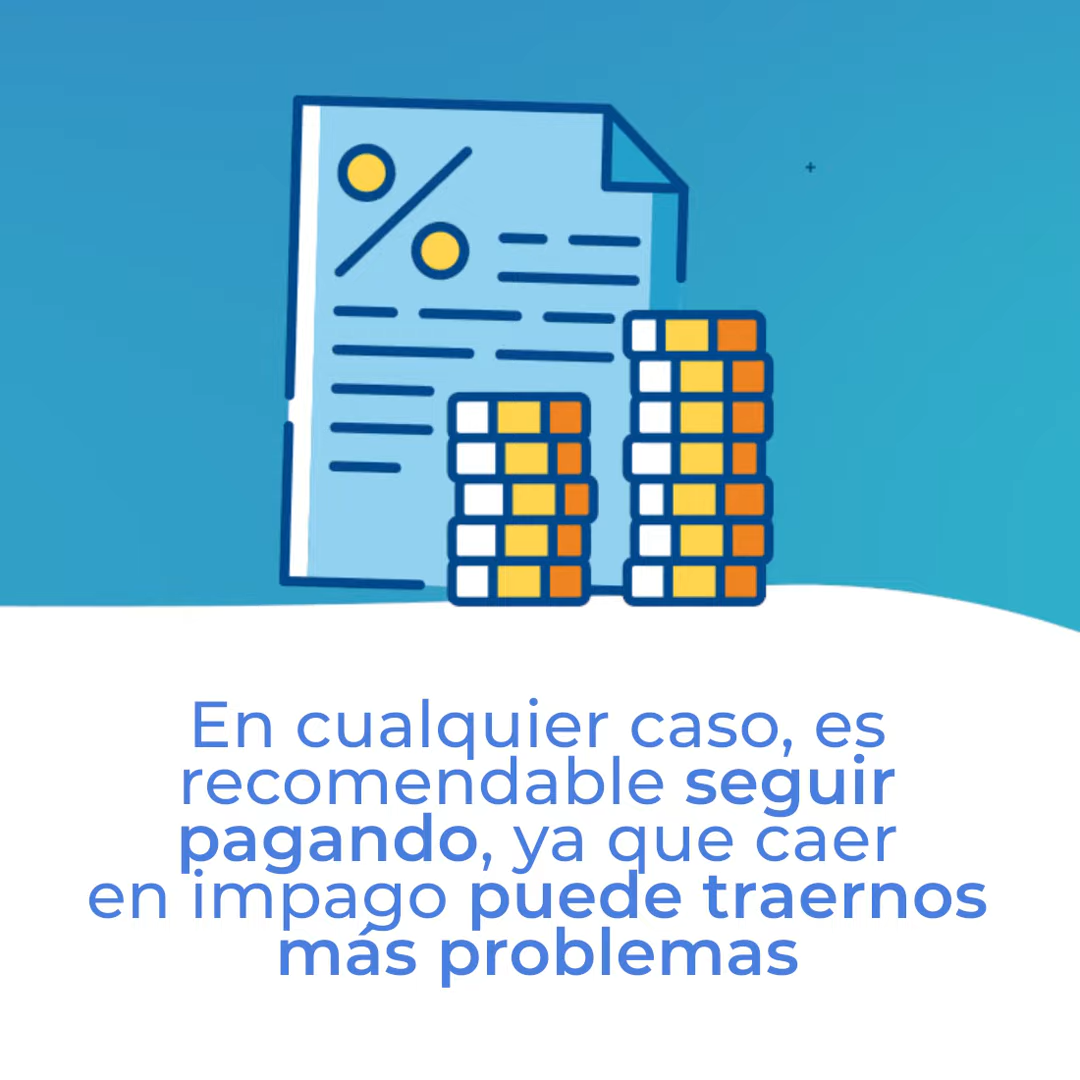 En cualquier caso, es
recomendable seguir
pagando, ya que caer
en impago puede traernos
más problemas